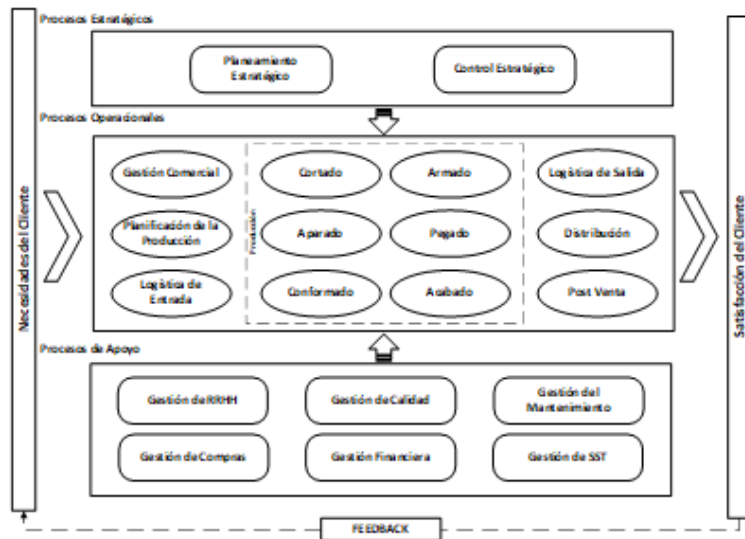 Procesos Estratégicos
Planeamiento
Estratégico
Control Estratégico
Procesos Operacionales
Necesidades del Cliente
Gestión Comercial
Planificación de la
Producción
Logística de
Entrada
Producción
Cortado
Armado
Aparado
Pegado
Conformado
Acabado
Logística de Salida
Distribución
Post Venta
Satisfacción del Cliente
Procesos de Apoyo
Gestión de RRHH
Gestión de Calidad
Gestión del
Mantenimiento
Gestión de Compras
Gestión Financiera
Gestión de SST
FEEDBACK